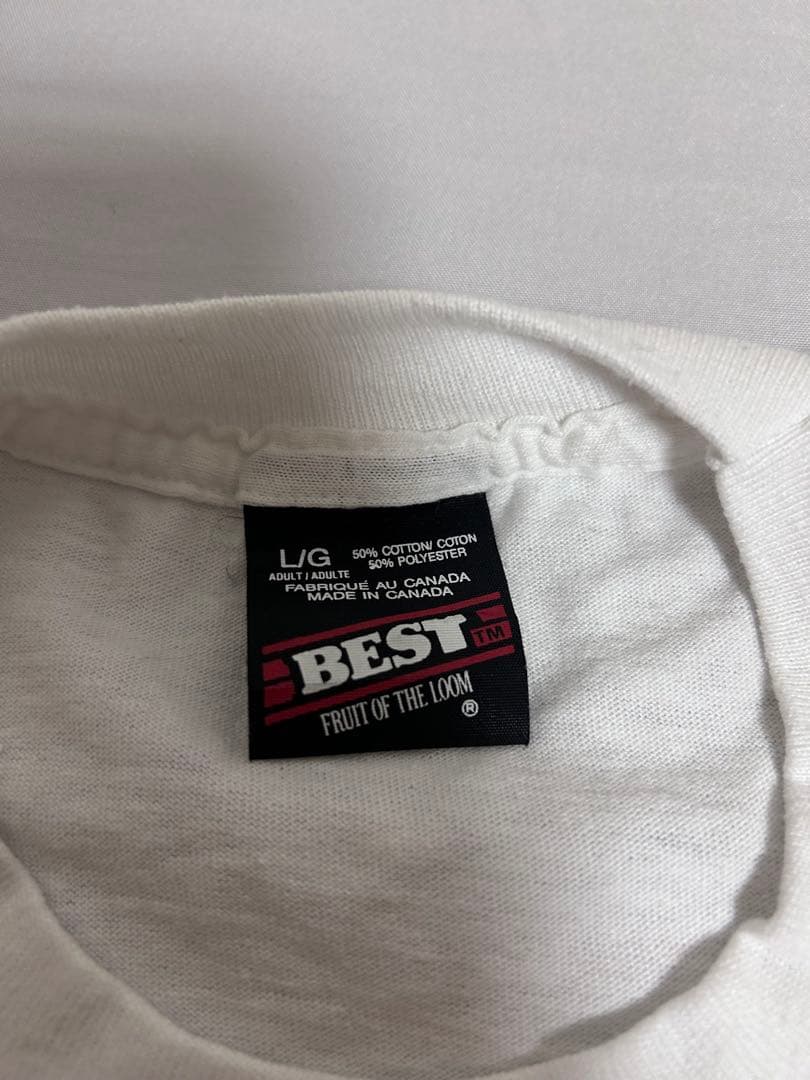 L/G 50% COTTON/ COTON
ADULT / ADULTE 50% POLYESTER
FABRIQUÉ AU CANADA
MADE IN CANADA
BEST TM
FRUIT OF THE LOOM ®